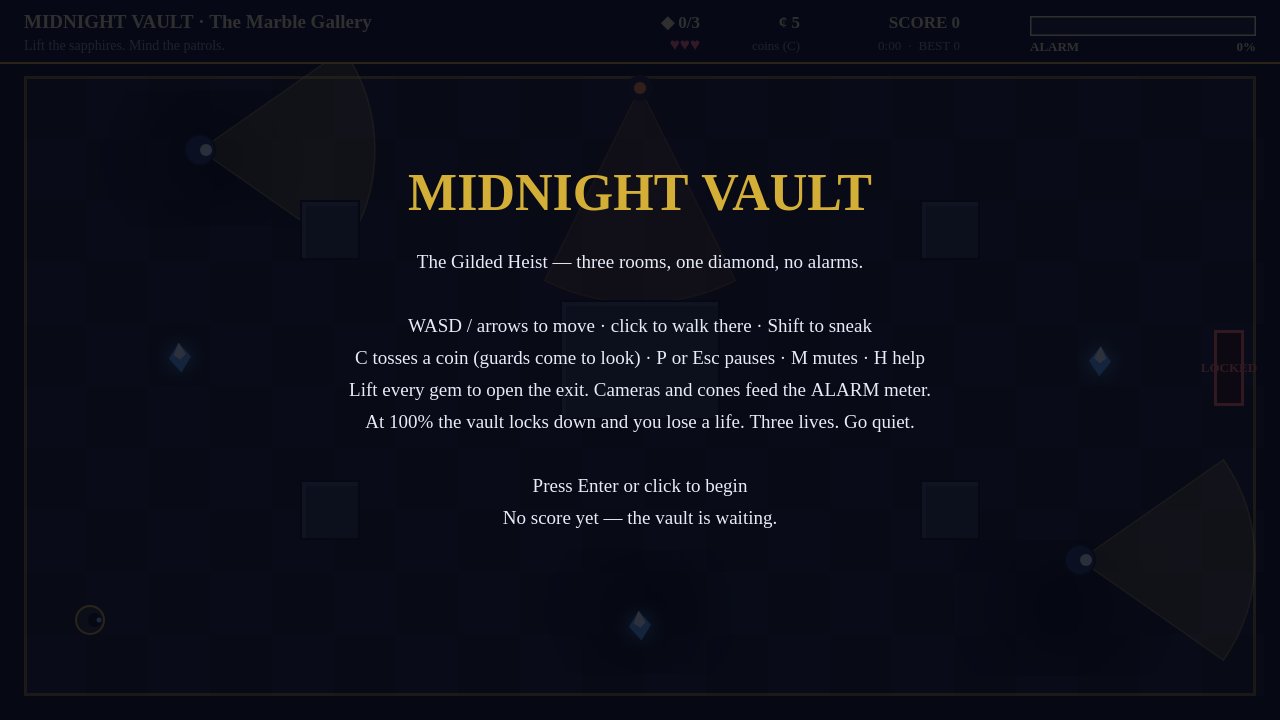 MIDNIGHT VAULT · The Marble Gallery
Lift the sapphires. Mind the patrols.
◆ 0/3
♥♥♥
¢ 5
coins (C)
SCORE 0
0:00 · BEST 0
ALARM 0%
MIDNIGHT VAULT
The Gilded Heist — three rooms, one diamond, no alarms.
WASD / arrows to move · click to walk there · Shift to sneak
C tosses a coin (guards come to look) · P or Esc pauses · M mutes · H help
Lift every gem to open the exit. Cameras and cones feed the ALARM meter.
At 100% the vault locks down and you lose a life. Three lives. Go quiet.
LOCKED
Press Enter or click to begin
No score yet — the vault is waiting.